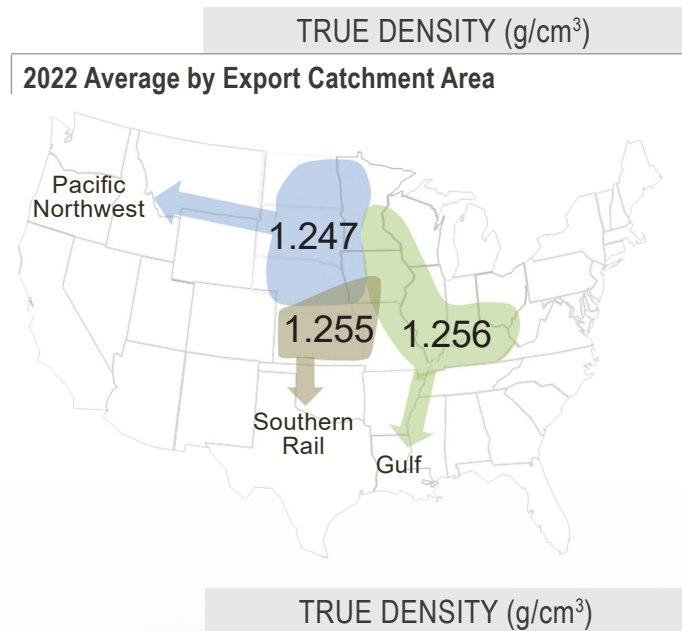 TRUE DENSITY (g/cm³)
2022 Average by Export Catchment Area
Pacific
Northwest
1.247
1.255
1.256
Southern
Rail
Gulf
TRUE DENSITY (g/cm³)